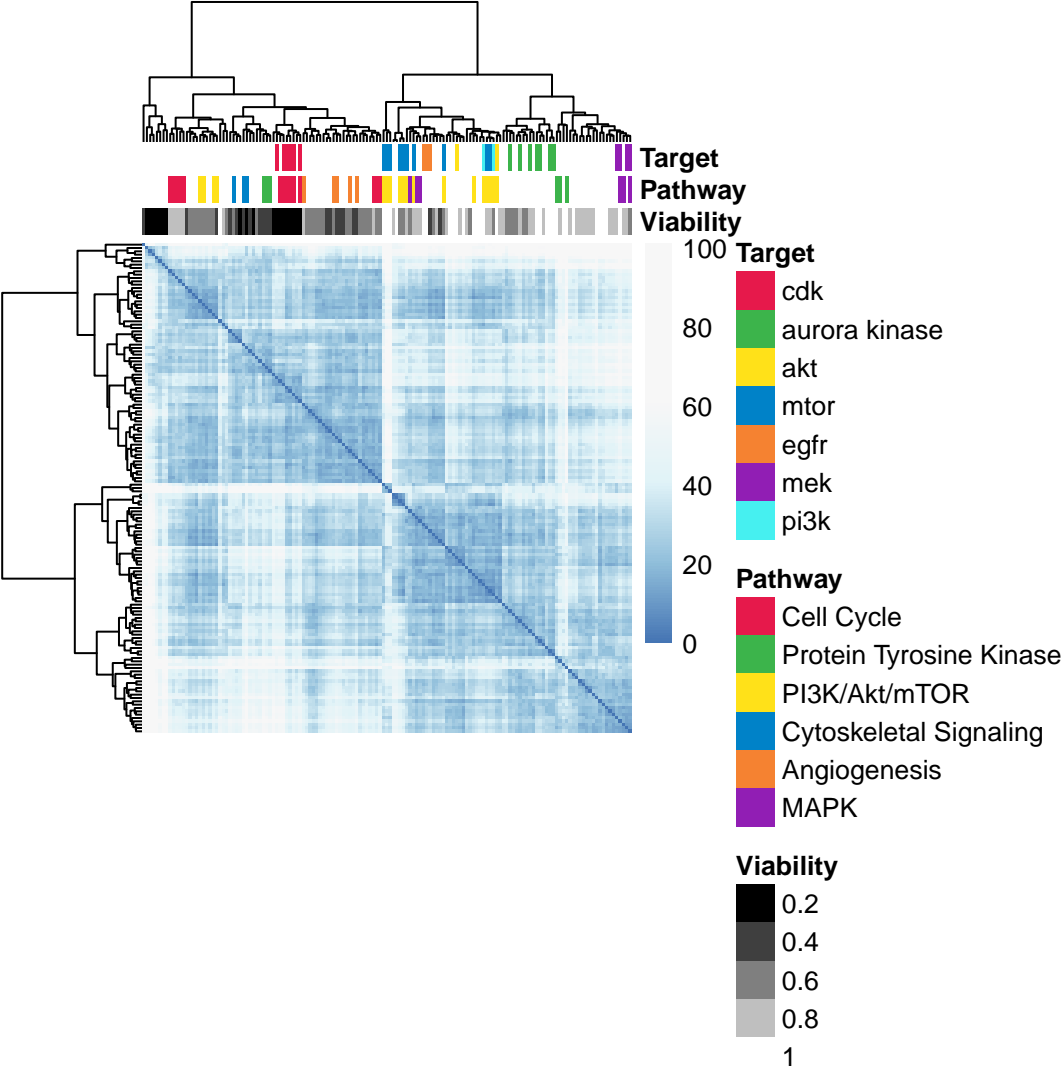 Target
Pathway
Viability
100
80
60
40
20
0
Target
cdk
aurora kinase
akt
mtor
egfr
mek
pi3k
Pathway
Cell Cycle
Protein Tyrosine Kinase
PI3K/Akt/mTOR
Cytoskeletal Signaling
Angiogenesis
MAPK
Viability
0.2
0.4
0.6
0.8
1